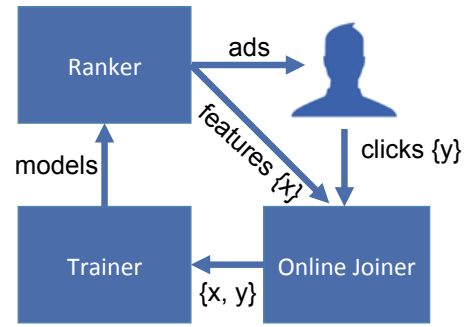 Ranker
ads
features {x}
clicks {y}
models
Trainer
Online Joiner
{x, y}